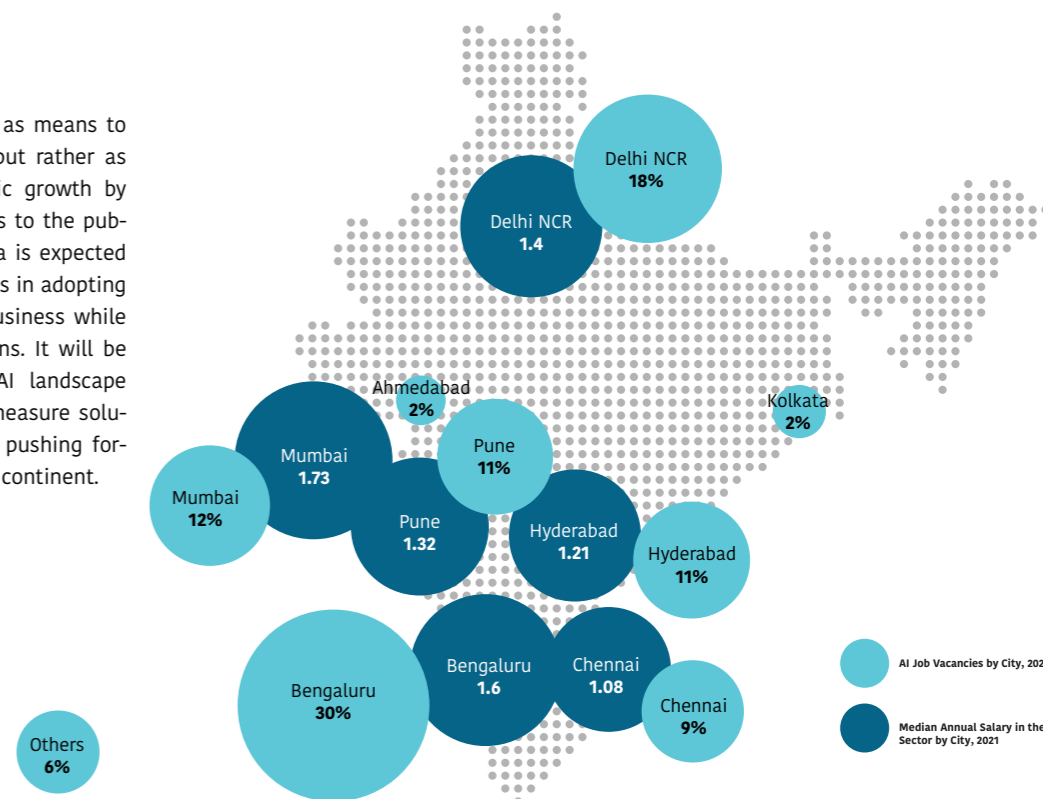 as means to
but rather as
ic growth by
s to the pub-
a is expected
s in adopting
usiness while
ns. It will be
AI landscape
measure solu-
pushing for-
continent.
Delhi NCR
18%
Delhi NCR
1.4
Ahmedabad
2%
Kolkata
2%
Mumbai
1.73
Pune
11%
Mumbai
12%
Pune
1.32
Hyderabad
1.21
Hyderabad
11%
Bengaluru
30%
Bengaluru
1.6
Chennai
1.08
Chennai
9%
Others
6%
AI Job Vacancies by City, 202
Median Annual Salary in the
Sector by City, 2021